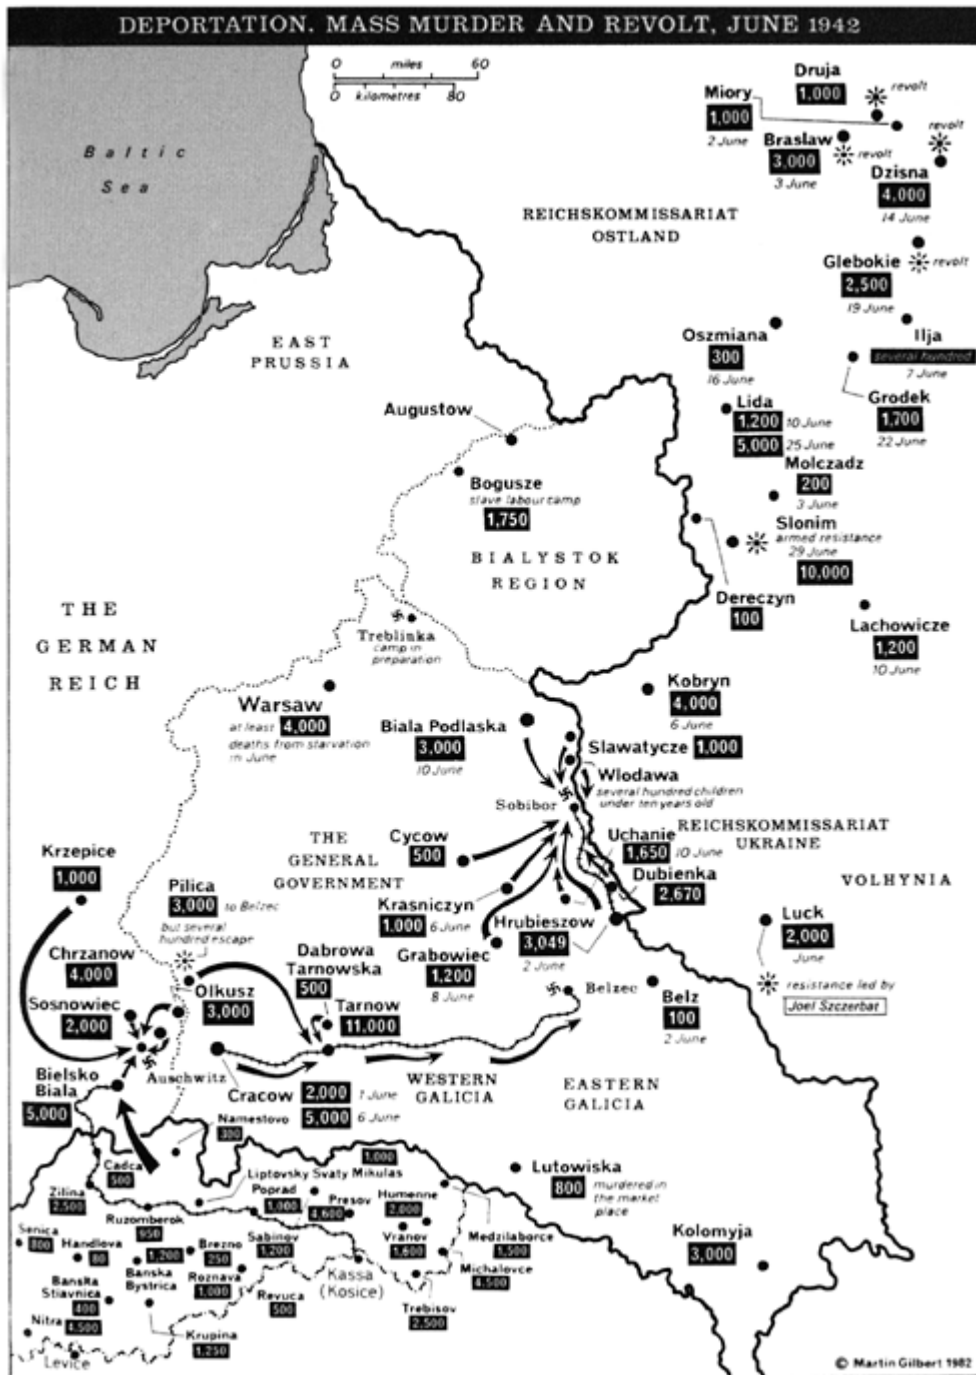 DEPORTATION, MASS MURDER AND REVOLT, JUNE 1942
0 miles 60
0 kilometres 80
Baltic
Sea
Druja
1,000
revolt
Miory
1,000
2 June
Braslaw
3,000
3 June
revolt
revolt
Dzisna
4,000
14 June
REICHSKOMMISSARIAT
OSTLAND
Glebokie
2,500
19 June
revolt
EAST
PRUSSIA
Oszmiana
300
16 June
Ilja
several hundred
7 June
Grodek
1,700
22 June
Lida
1,200 10 June
5,000 25 June
Augustow
Bogusze
slave labour camp
1,750
Molczadz
200
3 June
Slonim
armed resistance
29 June
10,000
BIALYSTOK
REGION
Dereczyn
100
Lachowicze
1,200
10 June
THE
GERMAN
REICH
Treblinka
camp in
preparation
Warsaw
at least 4,000
deaths from starvation
in June
Biala Podlaska
3,000
10 June
Kobryn
4,000
6 June
Slawatycze 1,000
Wlodawa
several hundred children
under ten years old
Sobibor
THE
GENERAL
GOVERNMENT
Cycow
500
Uchanie
1,650 10 June
REICHSKOMMISSARIAT
UKRAINE
Dubienka
2,670
VOLHYNIA
Krzepice
1,000
Pilica
3,000 to Belzec
but several
hundred escape
Krasniczyn
1,000 6 June
Hrubieszow
3,049
2 June
Luck
2,000
June
resistance led by
Joel Szczerbat
Chrzanow
4,000
Dabrowa
Tarnowska
500
Grabowiec
1,200
8 June
Sosnowiec
2,000
Olkusz
3,000
Tarnow
11,000
Belzec
Belz
100
2 June
Bielsko
Biala
5,000
Auschwitz
Cracow 2,000 1 June
5,000 6 June
WESTERN
GALICIA
EASTERN
GALICIA
Namestovo
300
Cadca
500
1,000
Liptovsky Svaty Mikulas
Lutowiska
800
murdered in
the market
place
Zilina
2,500
Ruzomberok
950
Poprad
1,000
Presov
4,600
Humenne
2,000
Kolomyja
3,000
Senica
800
Handlova
80
1,200
Banska
Bystrica
Brezno
250
Sabinov
1,200
Vranov
1,600
Medzilaborce
1,500
Roznava
1,000
Kassa
(Kosice)
Michalovce
4,500
Banska
Stiavnica
400
Revuca
500
Trebisov
2,500
Nitra 4,500
Krupina
1,250
Levice
© Martin Gilbert 1982